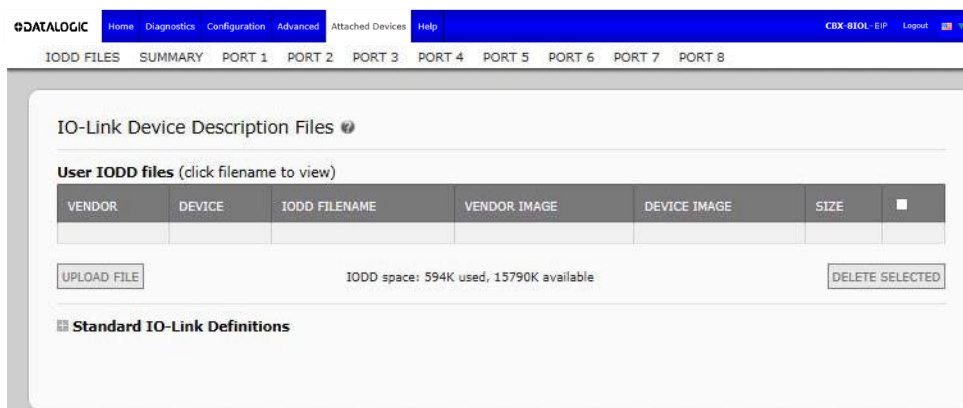 DATALOGIC Home Diagnostics Configuration Advanced Attached Devices Help CBX-8IOL-EIP Logout
IODD FILES SUMMARY PORT 1 PORT 2 PORT 3 PORT 4 PORT 5 PORT 6 PORT 7 PORT 8
IO-Link Device Description Files
User IODD files (click filename to view)
VENDOR DEVICE IODD FILENAME VENDOR IMAGE DEVICE IMAGE SIZE
UPLOAD FILE IODD space: 594K used, 15790K available DELETE SELECTED
Standard IO-Link Definitions